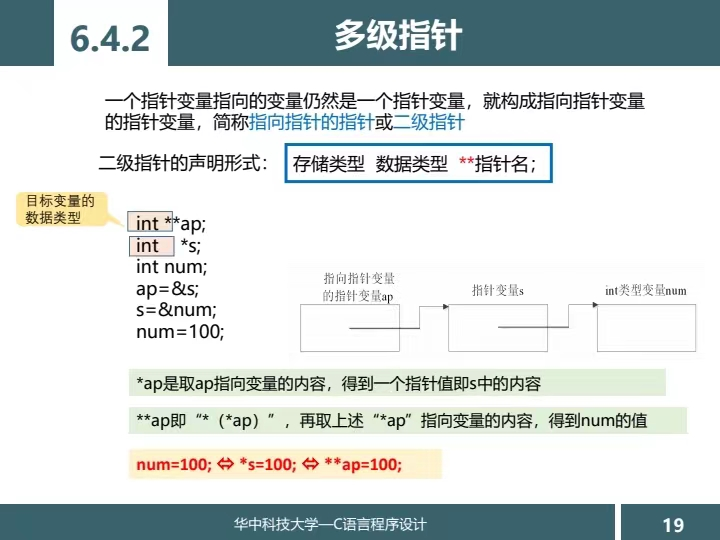 6.4.2
多级指针
一个指针变量指向的变量仍然是一个指针变量，就构成指向指针变量
的指针变量，简称指向指针的指针或二级指针
二级指针的声明形式：
存储类型 数据类型 **指针名；
目标变量的
数据类型
int **ap;
int *s;
int num;
ap=&s;
s=&num;
num=100;
指向指针变量
的指针变量ap
指针变量s
int类型变量num
*ap是取ap指向变量的内容，得到一个指针值即s中的内容
**ap即“*（*ap）”，再取上述“*ap”指向变量的内容，得到num的值
num=100; ⇔ *s=100; ⇔ **ap=100;
华中科技大学—C语言程序设计
19